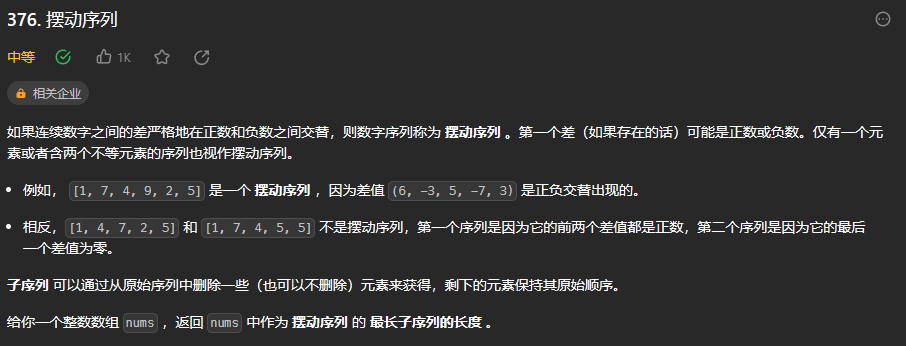 376. 摆动序列
中等 1K
相关企业
如果连续数字之间的差严格地在正数和负数之间交替，则数字序列称为 摆动序列 。第一个差（如果存在的话）可能是正数或负数。仅有一个元
素或者含两个不等元素的序列也视作摆动序列。
• 例如， [1, 7, 4, 9, 2, 5] 是一个 摆动序列 ，因为差值 (6, -3, 5, -7, 3) 是正负交替出现的。
• 相反，[1, 4, 7, 2, 5] 和 [1, 7, 4, 5, 5] 不是摆动序列，第一个序列是因为它的前两个差值都是正数，第二个序列是因为它的最后
一个差值为零。
子序列 可以通过从原始序列中删除一些（也可以不删除）元素来获得，剩下的元素保持其原始顺序。
给你一个整数数组 nums ，返回 nums 中作为 摆动序列 的 最长子序列的长度 。